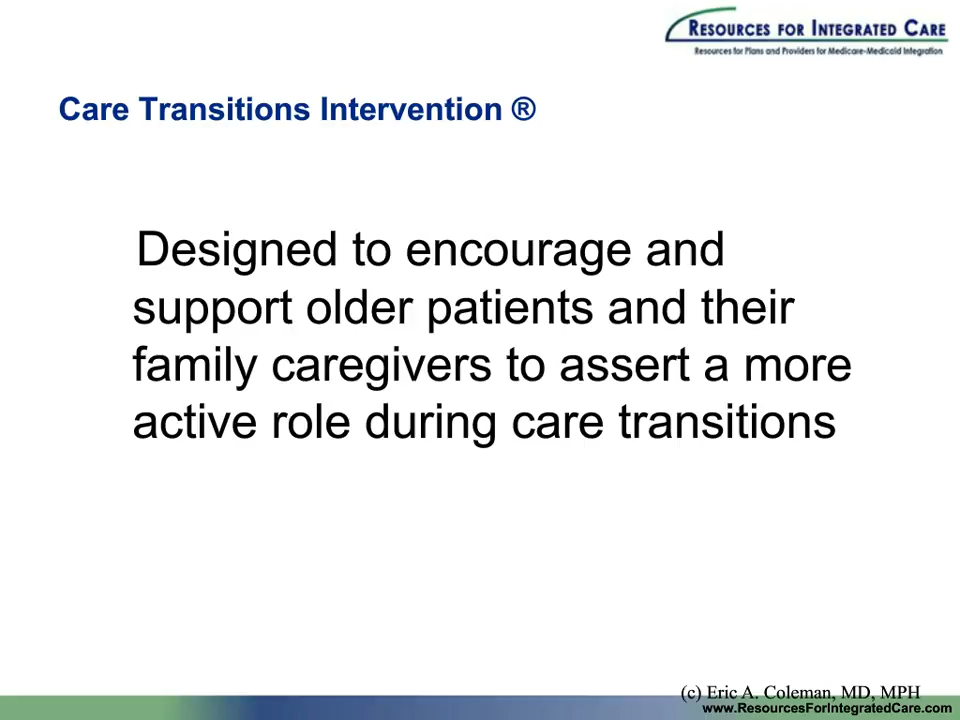 RESOURCES FOR INTEGRATED CARE
Resources for Plans and Providers for Medicare-Medicaid Integration
Care Transitions Intervention ®
Designed to encourage and
support older patients and their
family caregivers to assert a more
active role during care transitions
(c) Eric A. Coleman, MD, MPH
www.ResourcesForIntegratedCare.com